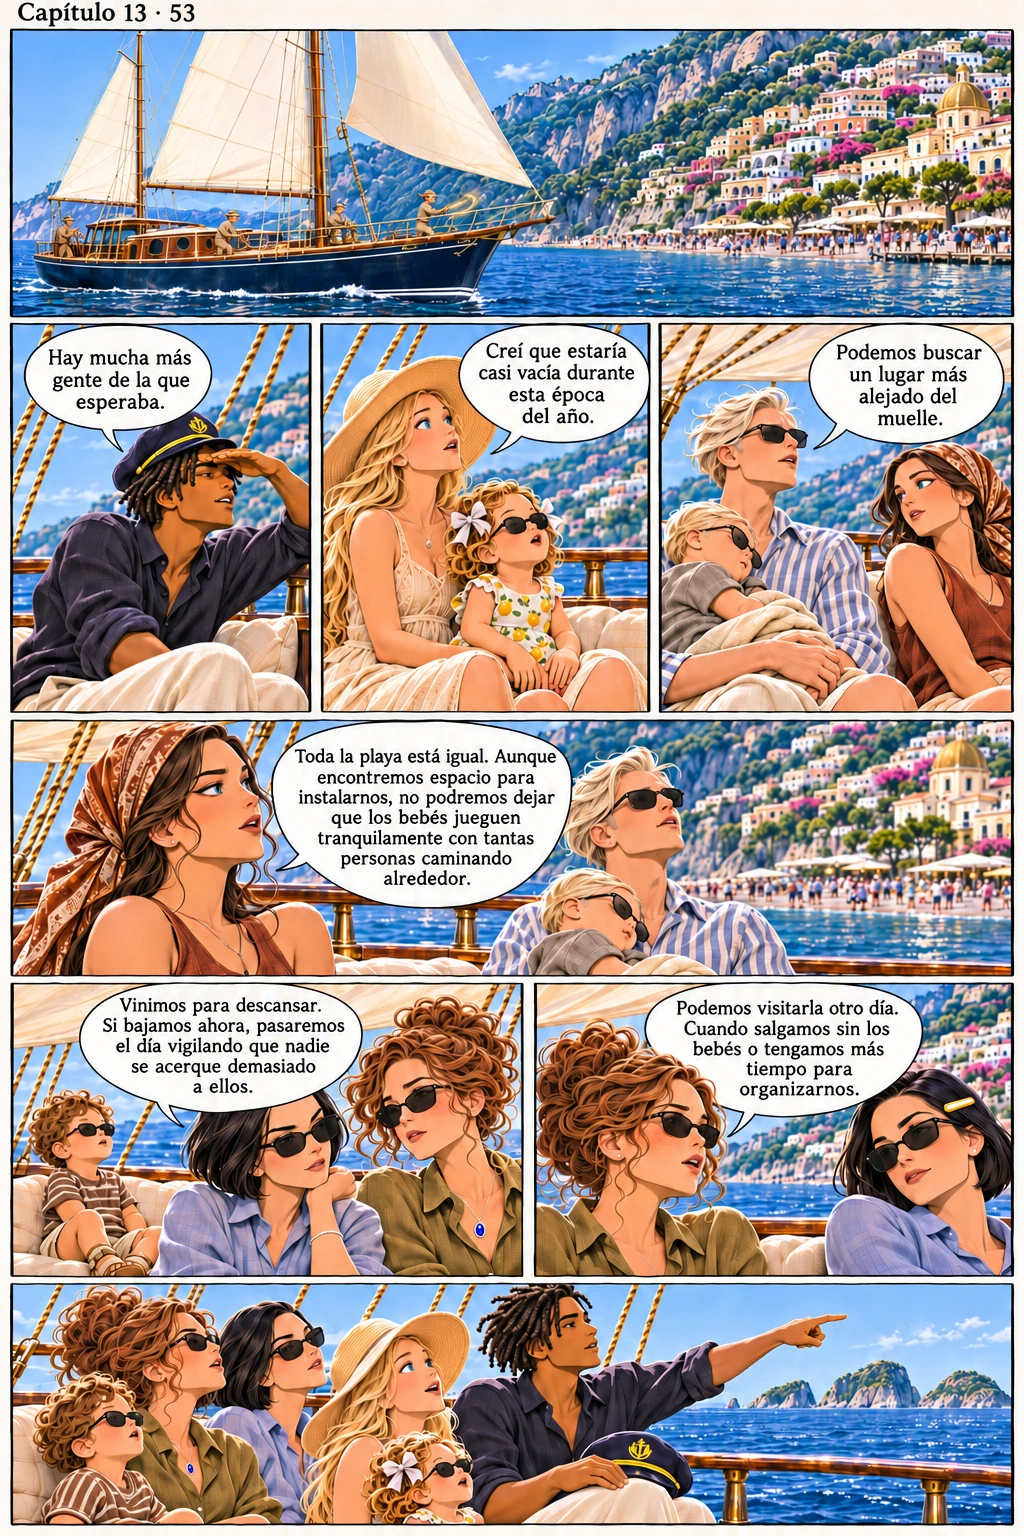 Capítulo 13 · 53
Hay mucha más
gente de la que
esperaba.
Creí que estaría
casi vacía durante
esta época
del año.
Podemos buscar
un lugar más
alejado del
muelle.
Toda la playa está igual. Aunque
encontremos espacio para
instalarnos, no podremos dejar
que los bebés jueguen
tranquilamente con tantas
personas caminando
alrededor.
Vinimos para descansar.
Si bajamos ahora, pasaremos
el día vigilando que nadie
se acerque demasiado
a ellos.
Podemos visitarla otro día.
Cuando salgamos sin los
bebés o tengamos más
tiempo para
organizarnos.